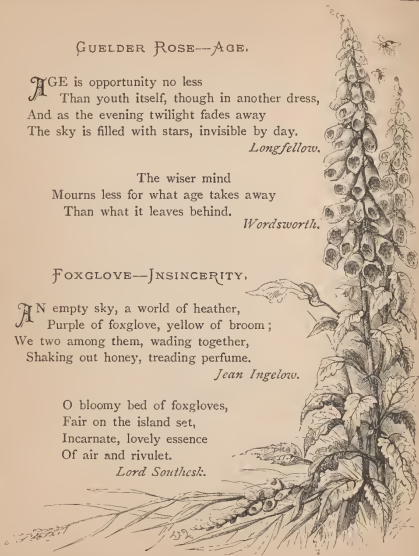 GUELDER ROSE—AGE.
AGE is opportunity no less
Than youth itself, though in another dress,
And as the evening twilight fades away
The sky is filled with stars, invisible by day.
Longfellow.
The wiser mind
Mourns less for what age takes away
Than what it leaves behind.
Wordsworth.
FOXGLOVE—INSINCERITY.
AN empty sky, a world of heather,
Purple of foxglove, yellow of broom;
We two among them, wading together,
Shaking out honey, treading perfume.
Jean Ingelow.
O bloomy bed of foxgloves,
Fair on the island set,
Incarnate, lovely essence
Of air and rivulet.
Lord Southesk.